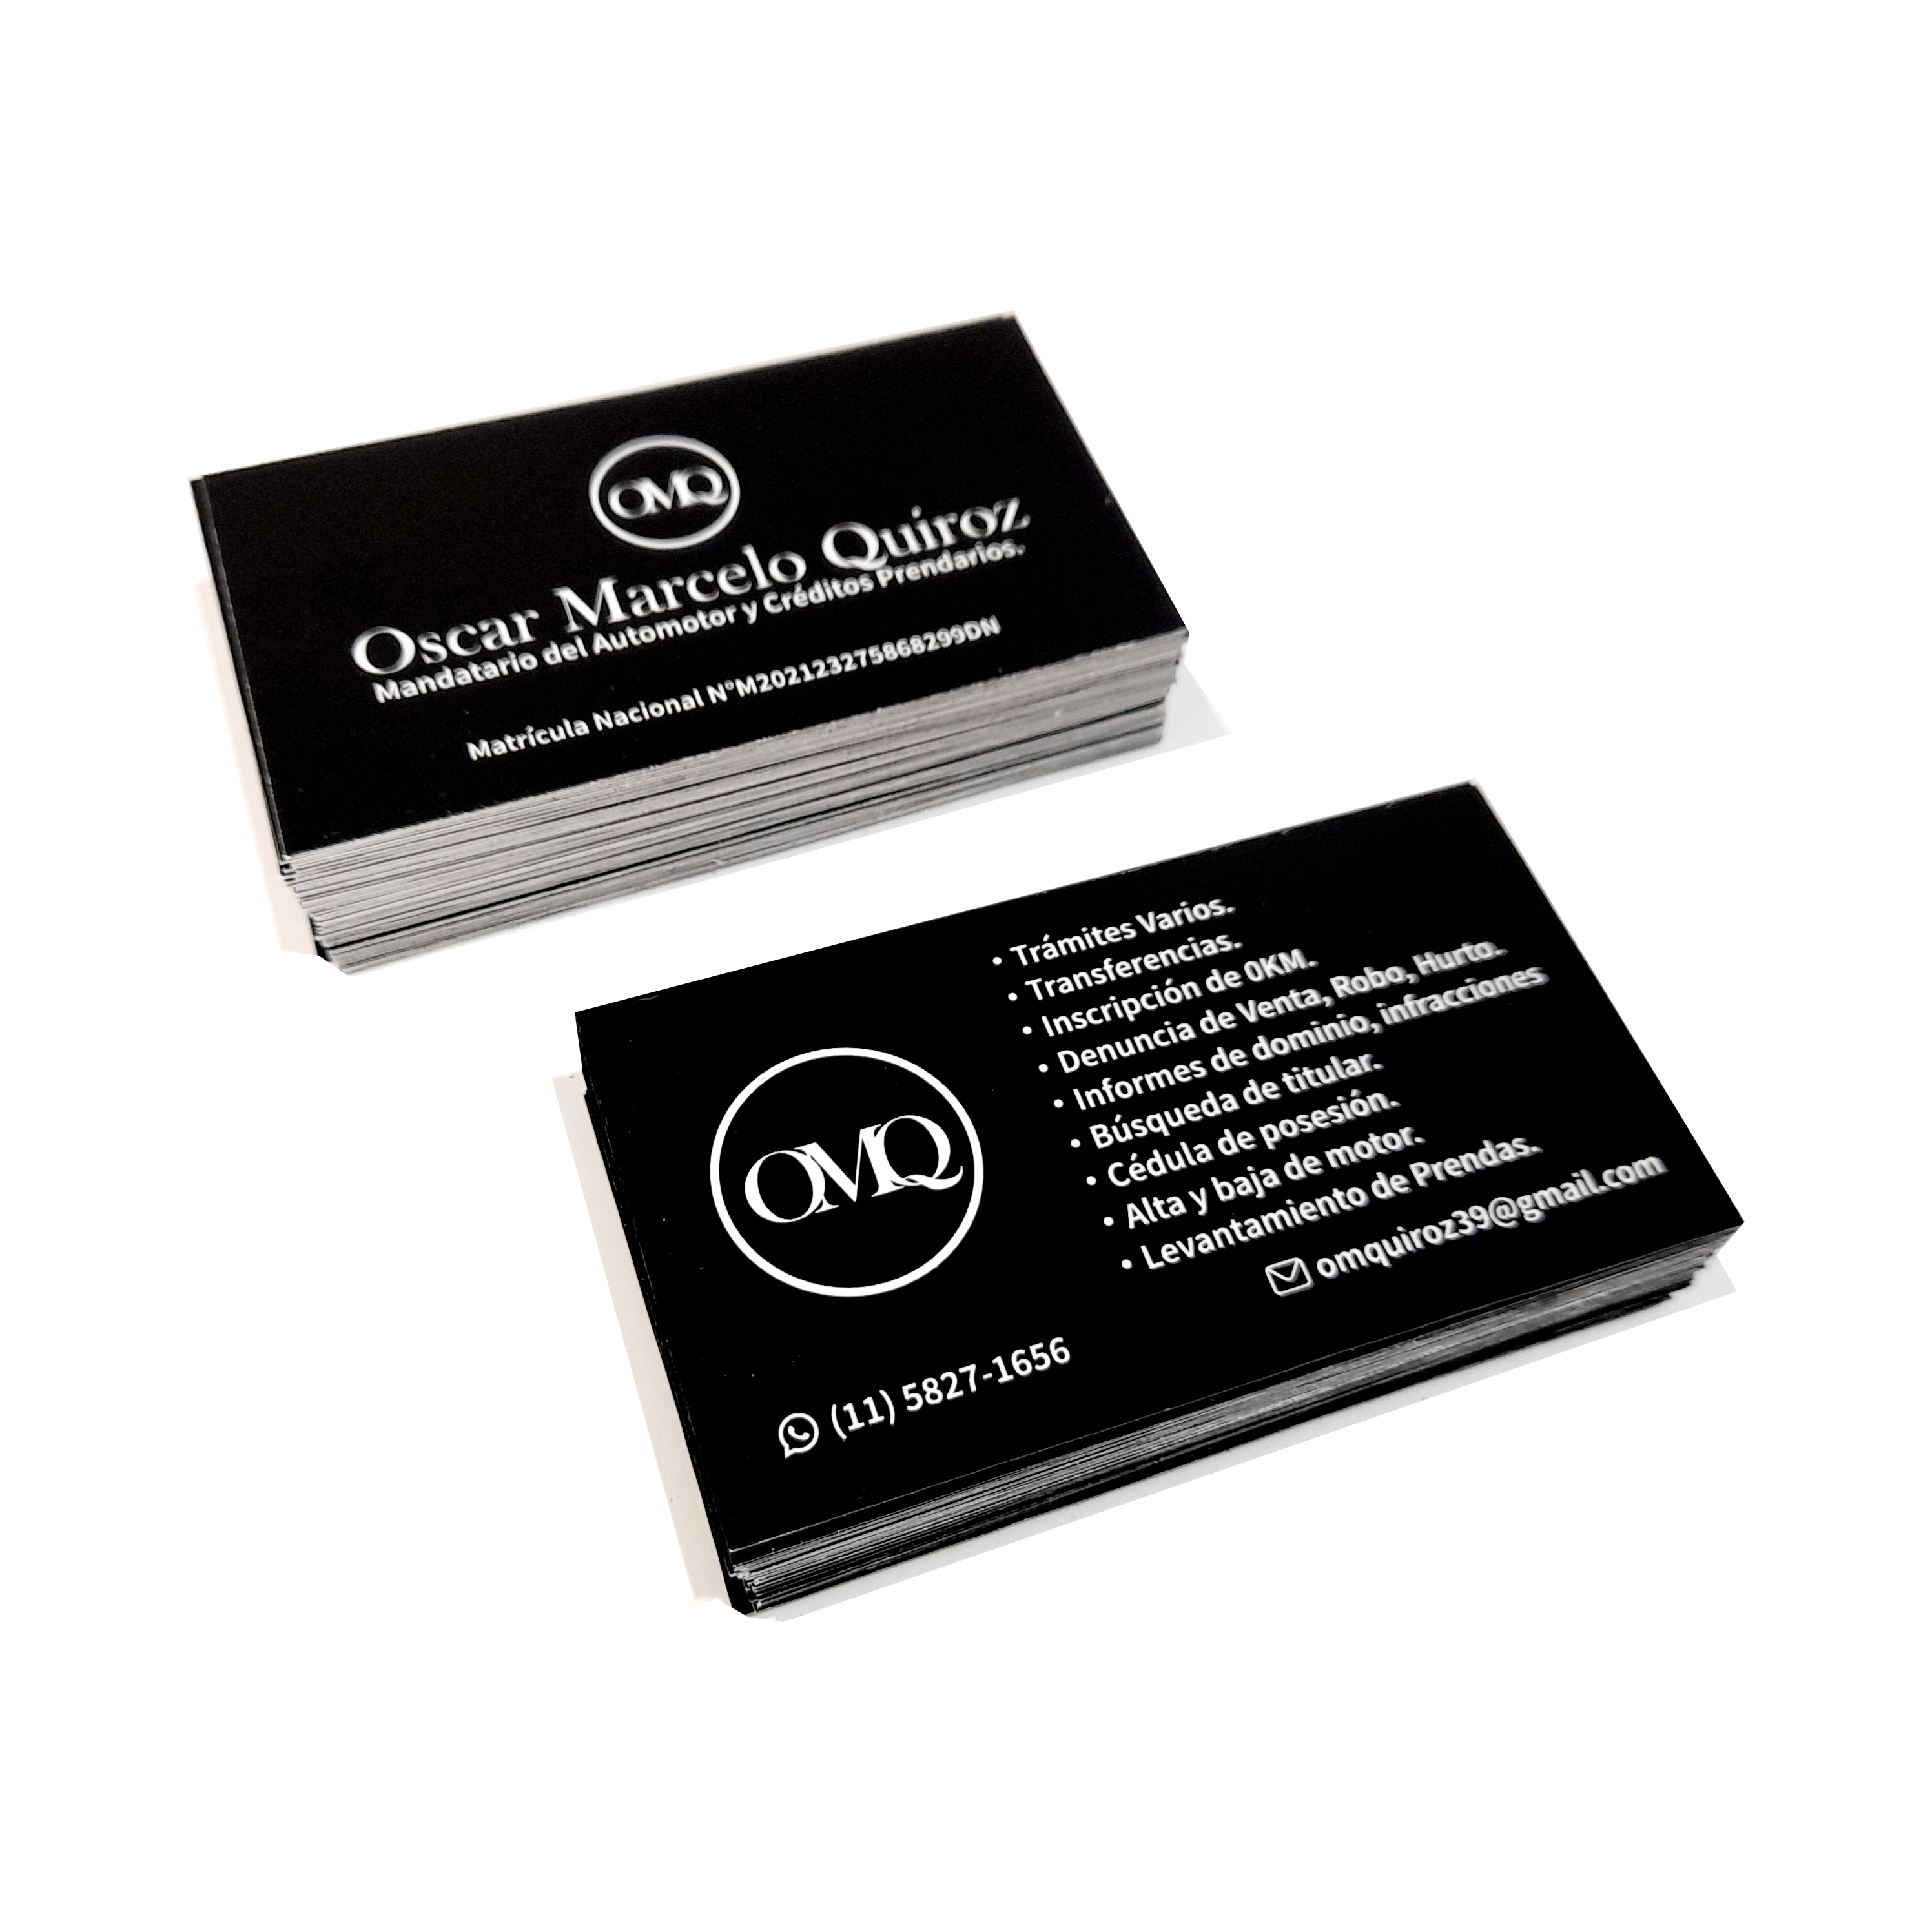 OMQ
Oscar Marcelo Quiroz
Mandatario del Automotor y Créditos Prendarios.
Matrícula Nacional N°M202123275868299DN
• Trámites Varios.
• Transferencias.
• Inscripción de 0KM.
• Denuncia de Venta, Robo, Hurto.
• Informes de dominio, infracciones
• Búsqueda de titular.
• Cédula de posesión.
• Alta y baja de motor.
• Levantamiento de Prendas.
omquiroz39@gmail.com
OMQ
(11) 5827-1656